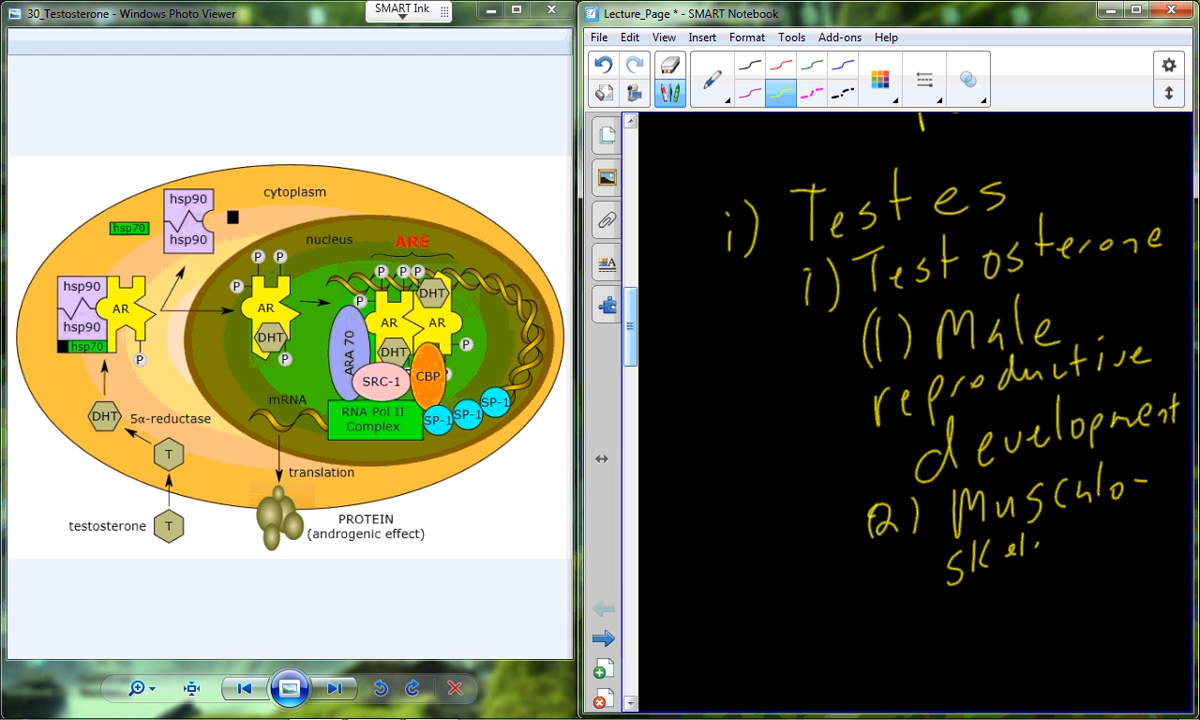 30_Testosterone - Windows Photo Viewer
SMART Ink
Lecture_Page * - SMART Notebook
File Edit View Insert Format Tools Add-ons Help
cytoplasm
hsp90
hsp90
hsp70
nucleus
ARE
P P
P P P
P
P
hsp90
hsp90
hsp70
AR
P
AR
DHT
P
DHT
AR
AR
DHT
P
ARA 70
SRC-1
CBP
mRNA
RNA Pol II
Complex
SP-1 SP-1 SP-1
DHT
5α-reductase
T
translation
testosterone
T
PROTEIN
(androgenic effect)
i) Testes
i) Testosterone
(1) Male
reproductive
development
(2) Musculo-
skel